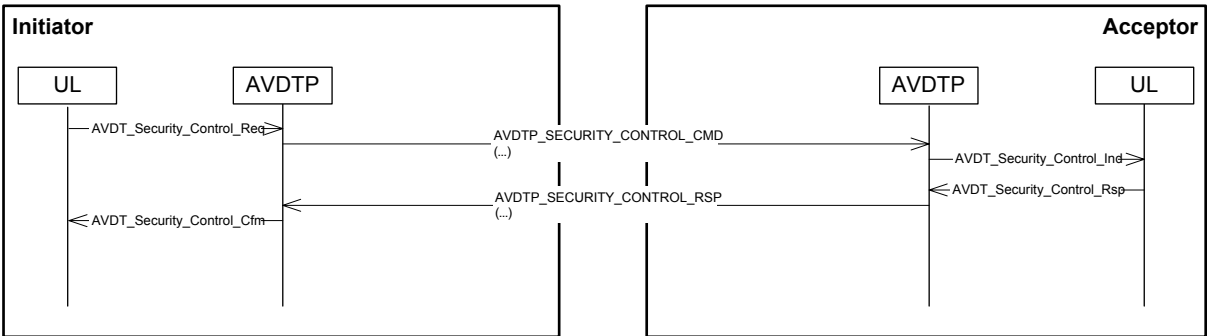 Initiator
Acceptor
UL
AVDTP
AVDTP
UL
AVDT_Security_Control_Req
AVDTP_SECURITY_CONTROL_CMD
(...)
AVDT_Security_Control_Ind
AVDT_Security_Control_Rsp
AVDTP_SECURITY_CONTROL_RSP
(...)
AVDT_Security_Control_Cfm